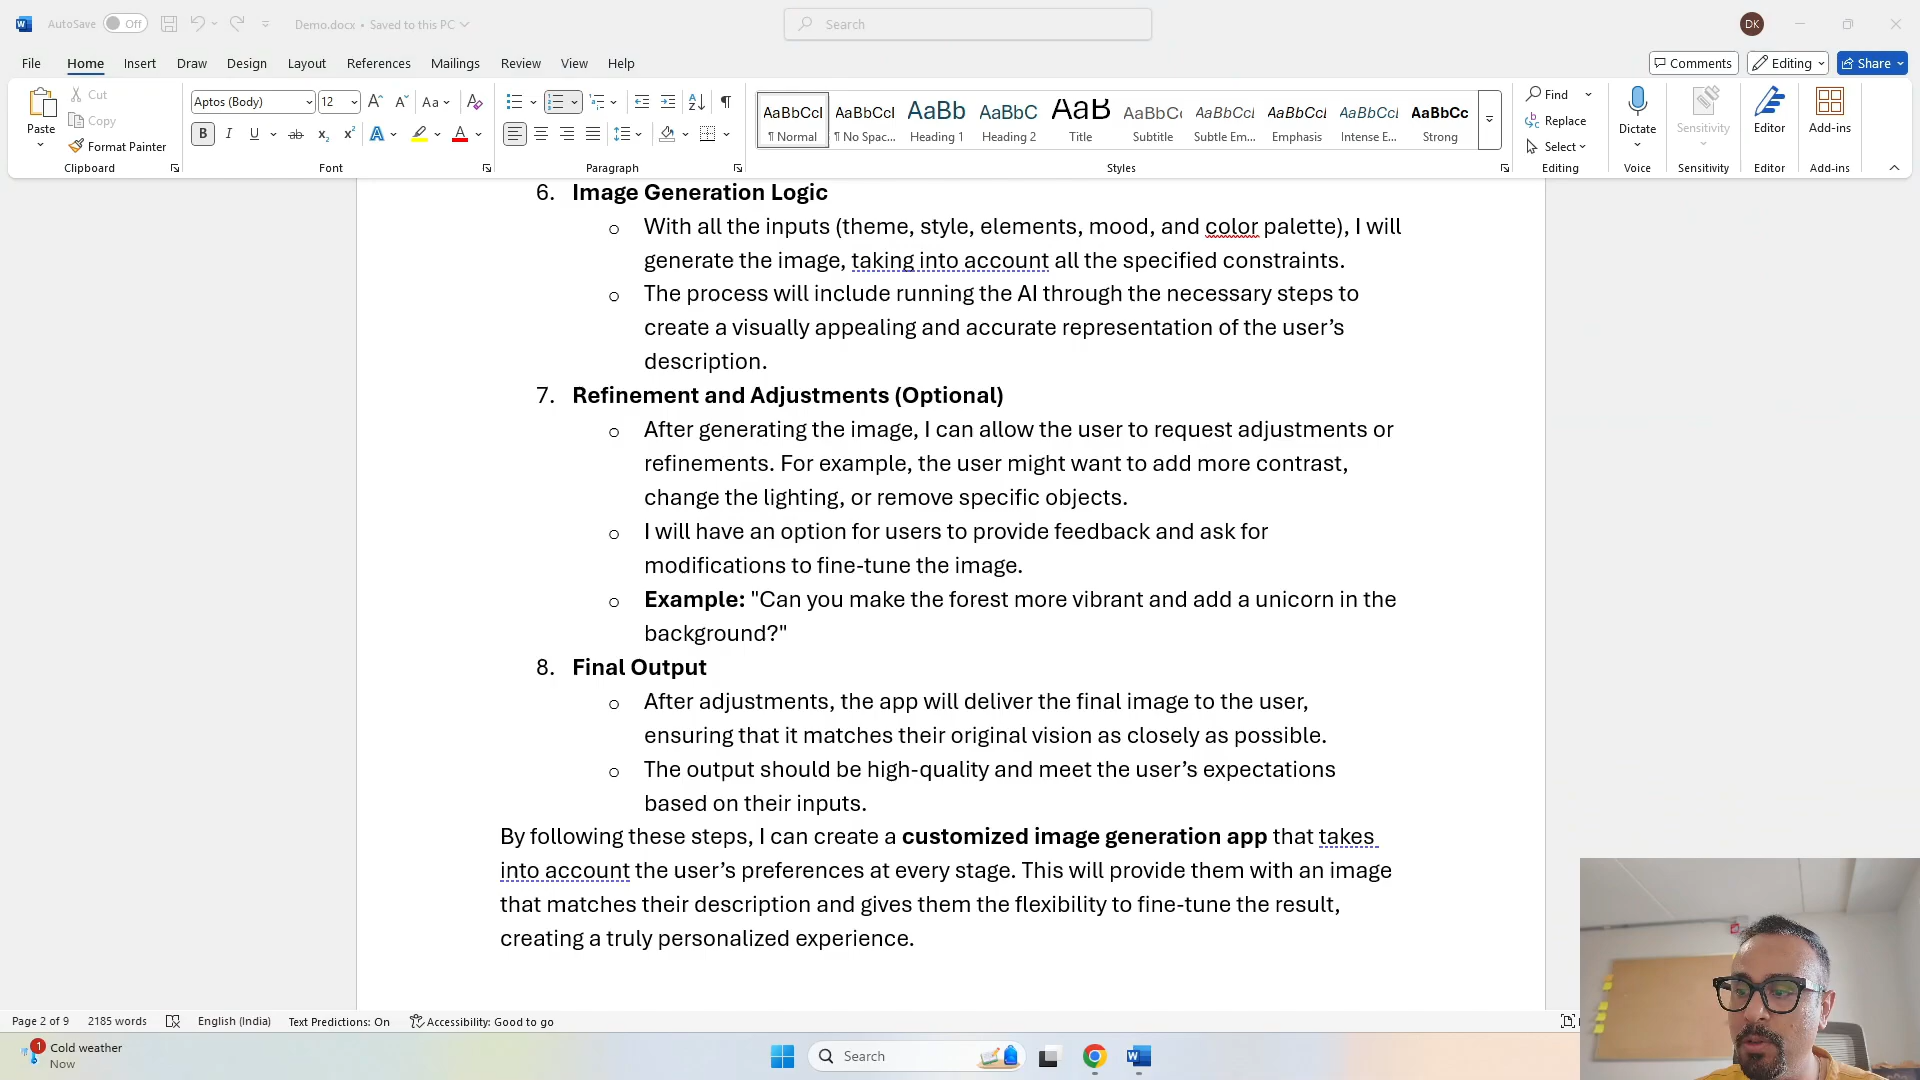 AutoSave Off Demo.docx • Saved to this PC Search DK
File Home Insert Draw Design Layout References Mailings Review View Help Comments Editing Share
Paste Cut Copy Format Painter Clipboard
Aptos (Body) 12 Font
Paragraph
AaBbCcI ¶ Normal AaBbCcI ¶ No Spac... AaBb Heading 1 AaBbC Heading 2 AaB Title AaBbC Subtitle AaBbCcI Subtle Em... AaBbCcI Emphasis AaBbCcI Intense E... AaBbCc Strong Styles
Find Replace Select Editing
Dictate Voice Sensitivity Sensitivity Editor Editor Add-ins Add-ins
6. Image Generation Logic
o With all the inputs (theme, style, elements, mood, and color palette), I will
generate the image, taking into account all the specified constraints.
o The process will include running the AI through the necessary steps to
create a visually appealing and accurate representation of the user’s
description.
7. Refinement and Adjustments (Optional)
o After generating the image, I can allow the user to request adjustments or
refinements. For example, the user might want to add more contrast,
change the lighting, or remove specific objects.
o I will have an option for users to provide feedback and ask for
modifications to fine-tune the image.
o Example: "Can you make the forest more vibrant and add a unicorn in the
background?"
8. Final Output
o After adjustments, the app will deliver the final image to the user,
ensuring that it matches their original vision as closely as possible.
o The output should be high-quality and meet the user’s expectations
based on their inputs.
By following these steps, I can create a customized image generation app that takes
into account the user’s preferences at every stage. This will provide them with an image
that matches their description and gives them the flexibility to fine-tune the result,
creating a truly personalized experience.
Page 2 of 9 2185 words English (India) Text Predictions: On Accessibility: Good to go
1 Cold weather
Now
Search